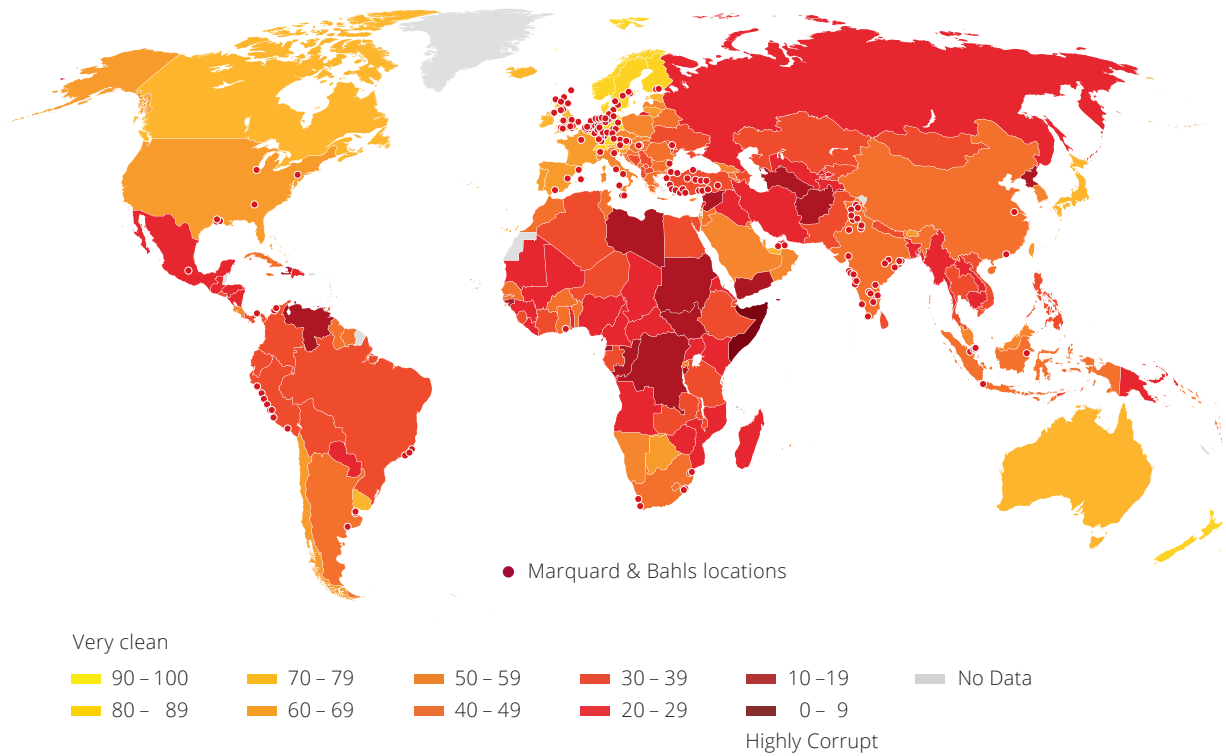 Marquard & Bahls locations
Very clean
90 – 100
70 – 79
50 – 59
30 – 39
10 –19
No Data
80 – 89
60 – 69
40 – 49
20 – 29
0 – 9
Highly Corrupt